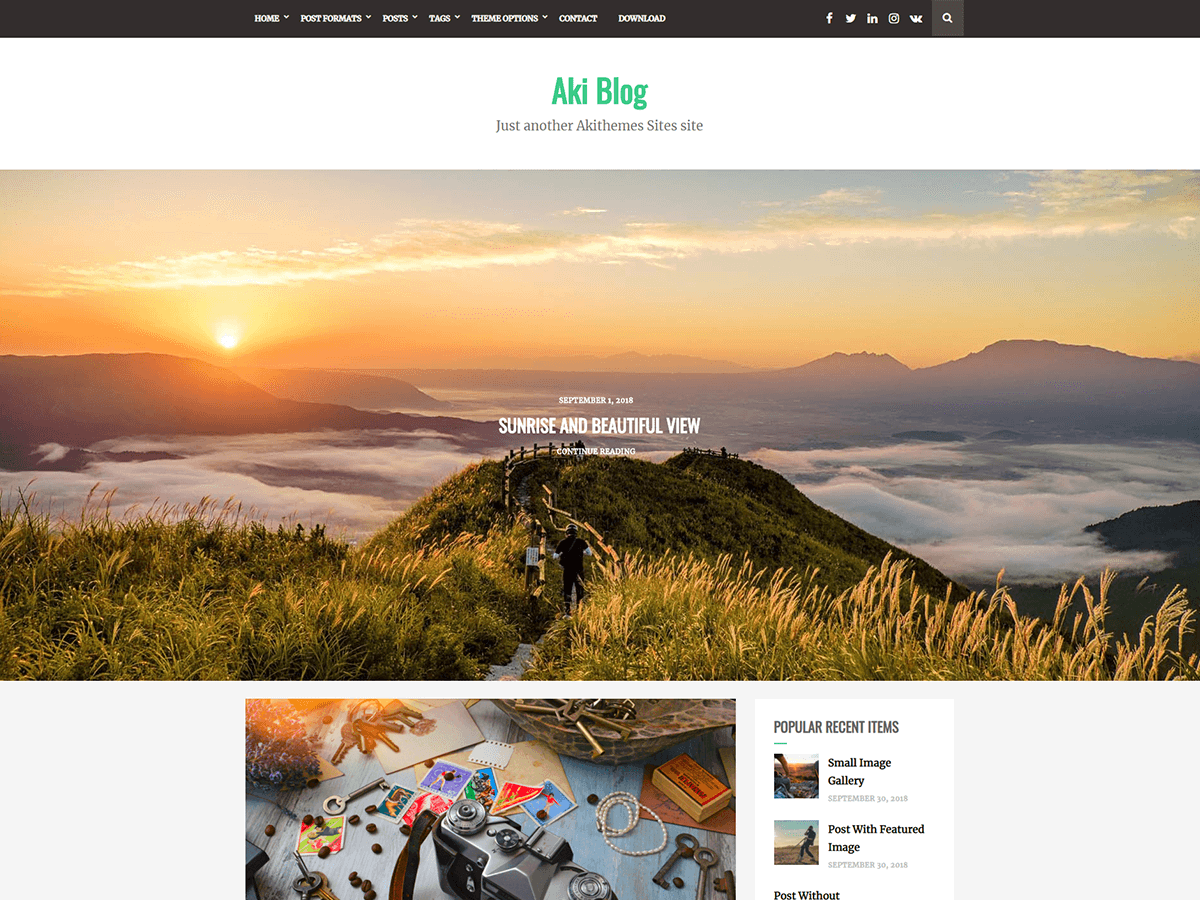 HOME POST FORMATS POSTS TAGS THEME OPTIONS CONTACT DOWNLOAD
Aki Blog
Just another Akithemes Sites site
SEPTEMBER 1, 2018
SUNRISE AND BEAUTIFUL VIEW
CONTINUE READING
POPULAR RECENT ITEMS
Small Image
Gallery
SEPTEMBER 30, 2018
Post With Featured
Image
SEPTEMBER 30, 2018
Post Without